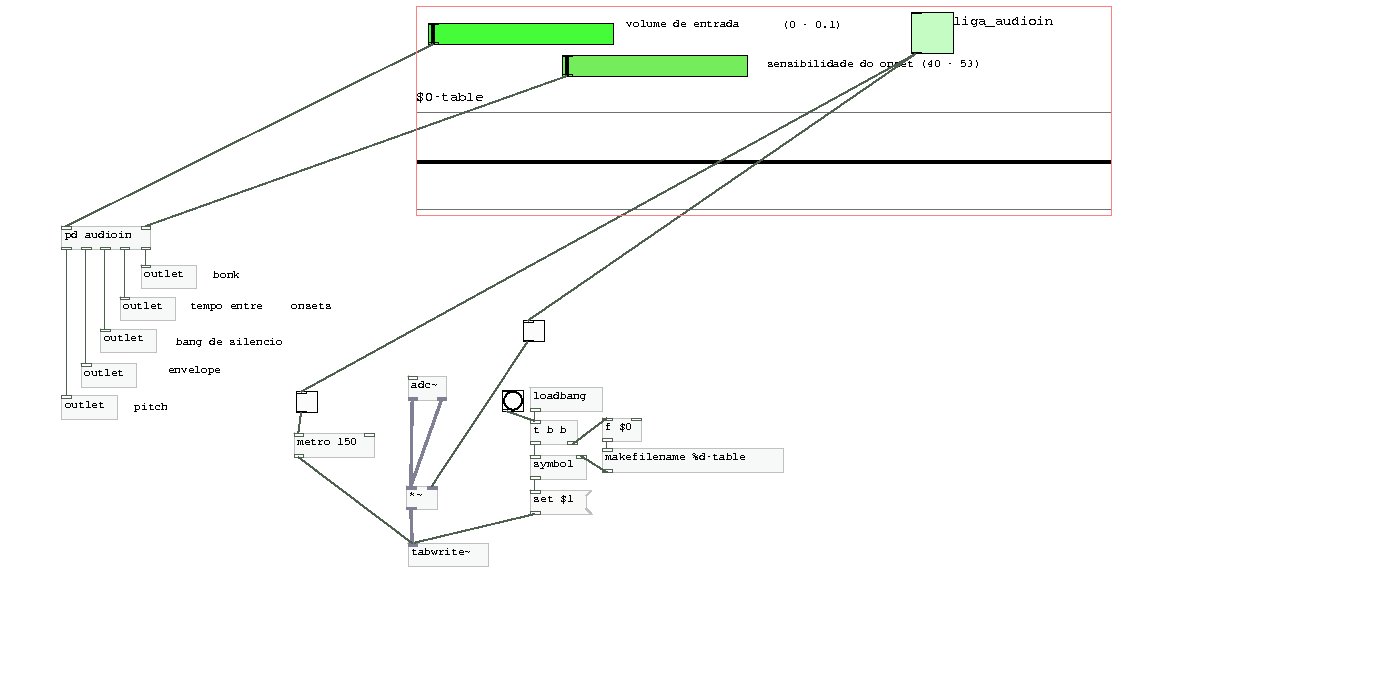 volume de entrada (0 - 0.1)
liga_audioin
sensibilidade do onset (40 - 53)
$0-table
pd audioin
outlet bonk
outlet tempo entre onsets
outlet bang de silencio
outlet envelope
outlet pitch
adc~
loadbang
t b b
f $0
metro 150
symbol
makefilename %d-table
*~
set $1
tabwrite~